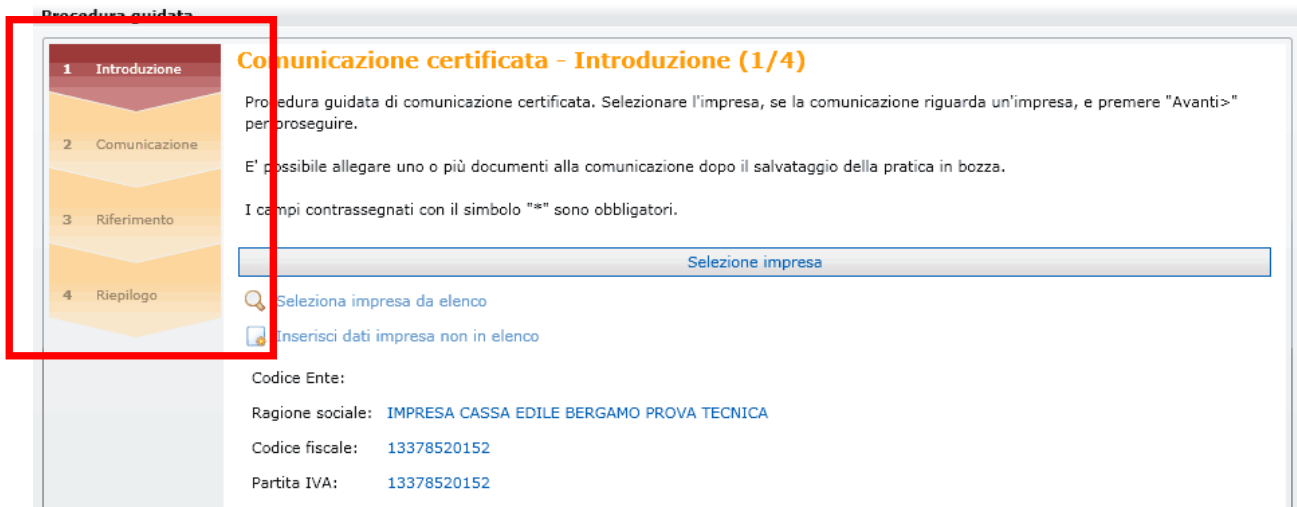 Procedura guidata
1 Introduzione
2 Comunicazione
3 Riferimento
4 Riepilogo
Comunicazione certificata - Introduzione (1/4)
Procedura guidata di comunicazione certificata. Selezionare l'impresa, se la comunicazione riguarda un'impresa, e premere "Avanti>"
per proseguire.
E' possibile allegare uno o più documenti alla comunicazione dopo il salvataggio della pratica in bozza.
I campi contrassegnati con il simbolo "*" sono obbligatori.
Selezione impresa
Seleziona impresa da elenco
Inserisci dati impresa non in elenco
Codice Ente:
Ragione sociale: IMPRESA CASSA EDILE BERGAMO PROVA TECNICA
Codice fiscale: 13378520152
Partita IVA: 13378520152